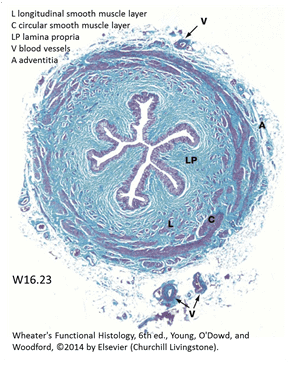 L longitudinal smooth muscle layer
C circular smooth muscle layer
LP lamina propria
V blood vessels
A adventitia
V
A
LP
L
C
W16.23
V
Wheater's Functional Histology, 6th ed., Young, O'Dowd, and
Woodford, ©2014 by Elsevier (Churchill Livingstone).